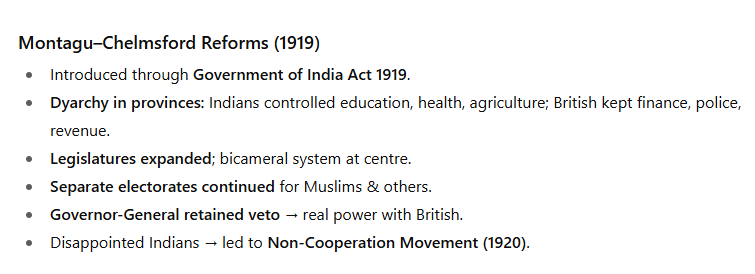 Montagu–Chelmsford Reforms (1919)
• Introduced through Government of India Act 1919.
• Dyarchy in provinces: Indians controlled education, health, agriculture; British kept finance, police,
revenue.
• Legislatures expanded; bicameral system at centre.
• Separate electorates continued for Muslims & others.
• Governor-General retained veto → real power with British.
• Disappointed Indians → led to Non-Cooperation Movement (1920).